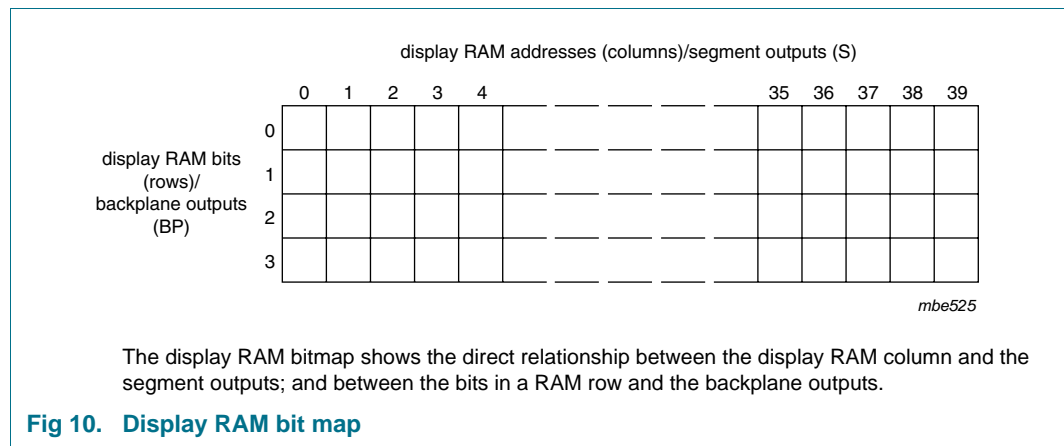 display RAM addresses (columns)/segment outputs (S)
0 1 2 3 4 35 36 37 38 39
0
display RAM bits
1
(rows)/
backplane outputs
2
(BP)
3
mbe525
The display RAM bitmap shows the direct relationship between the display RAM column and the
segment outputs; and between the bits in a RAM row and the backplane outputs.
Fig 10. Display RAM bit map